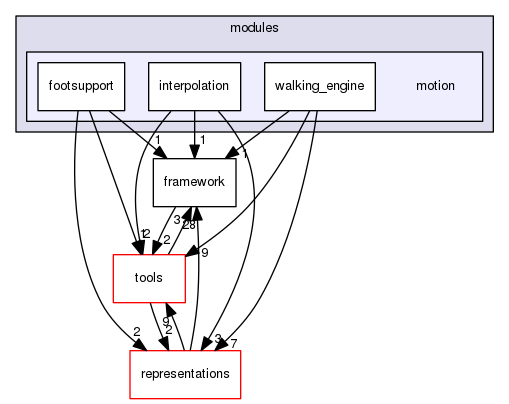 modules
footsupport
interpolation
walking_engine
motion
1
1
1
framework
3
28
12
2
9
tools
9
2
2
3
7
representations